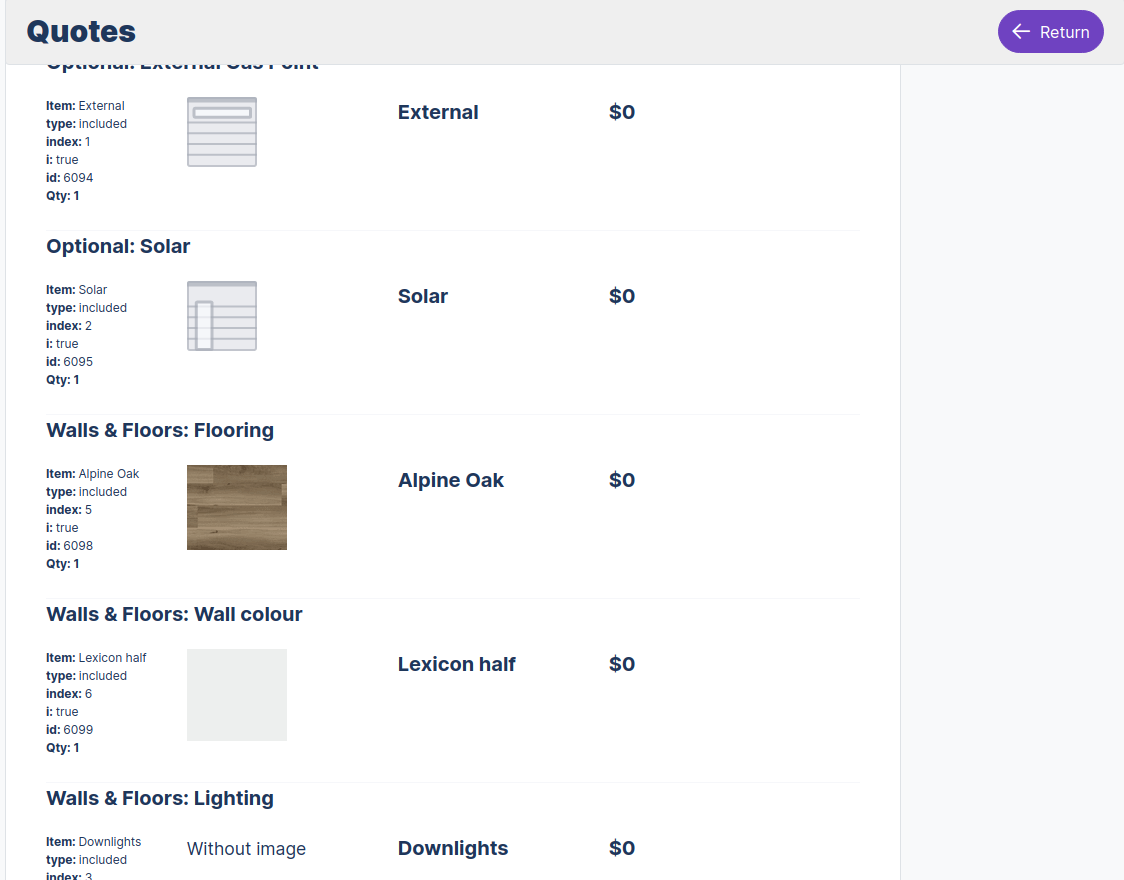 Quotes
Return
Optional: External Gas Point
Item: External
type: included
index: 1
i: true
id: 6094
Qty: 1
External
$0
Optional: Solar
Item: Solar
type: included
index: 2
i: true
id: 6095
Qty: 1
Solar
$0
Walls & Floors: Flooring
Item: Alpine Oak
type: included
index: 5
i: true
id: 6098
Qty: 1
Alpine Oak
$0
Walls & Floors: Wall colour
Item: Lexicon half
type: included
index: 6
i: true
id: 6099
Qty: 1
Lexicon half
$0
Walls & Floors: Lighting
Item: Downlights
type: included
index: 3
Without image
Downlights
$0